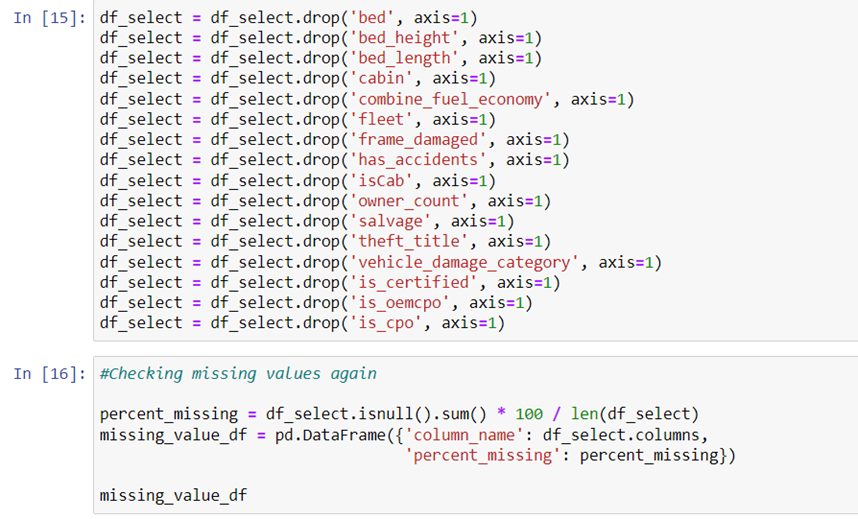 In [15]: df_select = df_select.drop('bed', axis=1)
df_select = df_select.drop('bed_height', axis=1)
df_select = df_select.drop('bed_length', axis=1)
df_select = df_select.drop('cabin', axis=1)
df_select = df_select.drop('combine_fuel_economy', axis=1)
df_select = df_select.drop('fleet', axis=1)
df_select = df_select.drop('frame_damaged', axis=1)
df_select = df_select.drop('has_accidents', axis=1)
df_select = df_select.drop('isCab', axis=1)
df_select = df_select.drop('owner_count', axis=1)
df_select = df_select.drop('salvage', axis=1)
df_select = df_select.drop('theft_title', axis=1)
df_select = df_select.drop('vehicle_damage_category', axis=1)
df_select = df_select.drop('is_certified', axis=1)
df_select = df_select.drop('is_oemcpo', axis=1)
df_select = df_select.drop('is_cpo', axis=1)
In [16]: #Checking missing values again
percent_missing = df_select.isnull().sum() * 100 / len(df_select)
missing_value_df = pd.DataFrame({'column_name': df_select.columns,
'percent_missing': percent_missing})
missing_value_df